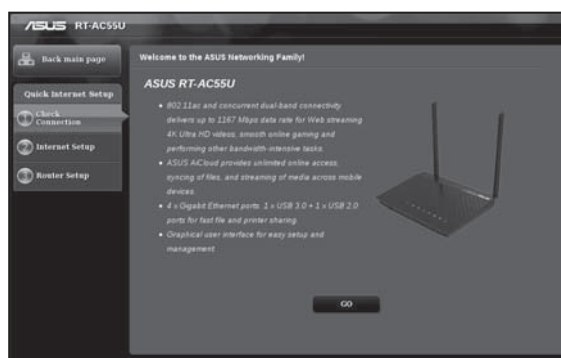 ASUS RT-AC55U
Back main page
Quick Internet Setup
1 Check
Connection
2 Internet Setup
3 Router Setup
Welcome to the ASUS Networking Family!
ASUS RT-AC55U
• 802.11ac and concurrent dual-band connectivity
delivers up to 1167 Mbps data rate for Web streaming
4K Ultra HD videos, smooth online gaming and
performing other bandwidth-intensive tasks.
• ASUS AiCloud provides unlimited online access,
syncing of files, and streaming of media across mobile
devices
• 4 x Gigabit Ethernet ports, 1 x USB 3.0 + 1 x USB 2.0
ports for fast file and printer sharing.
• Graphical user interface for easy setup and
management
GO